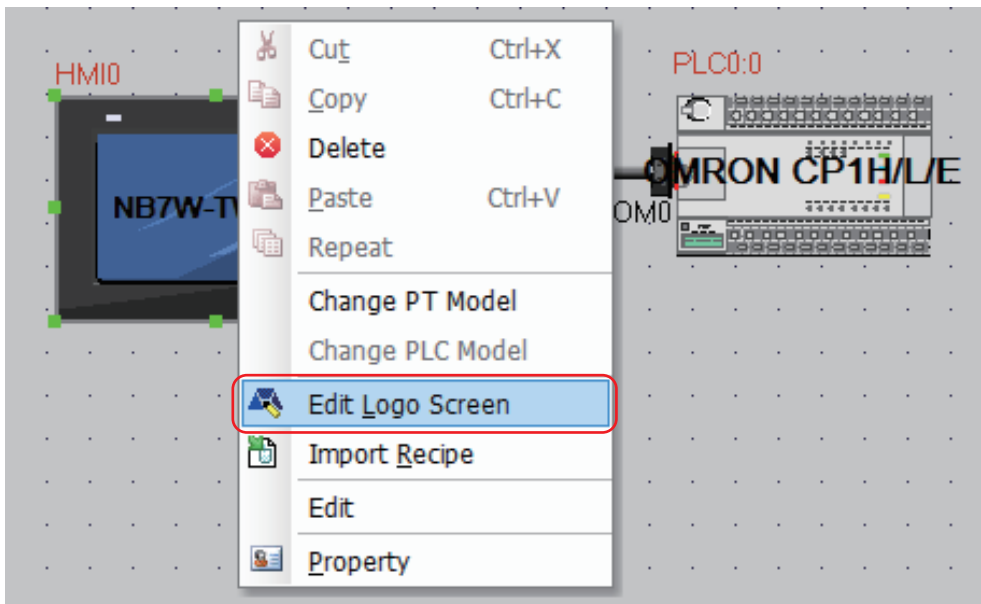 HMI0
NB7W-T
Cut Ctrl+X
Copy Ctrl+C
Delete
Paste Ctrl+V
Repeat
Change PT Model
Change PLC Model
Edit Logo Screen
Import Recipe
Edit
Property
PLC0:0
OMRON CP1H/L/E
OM0